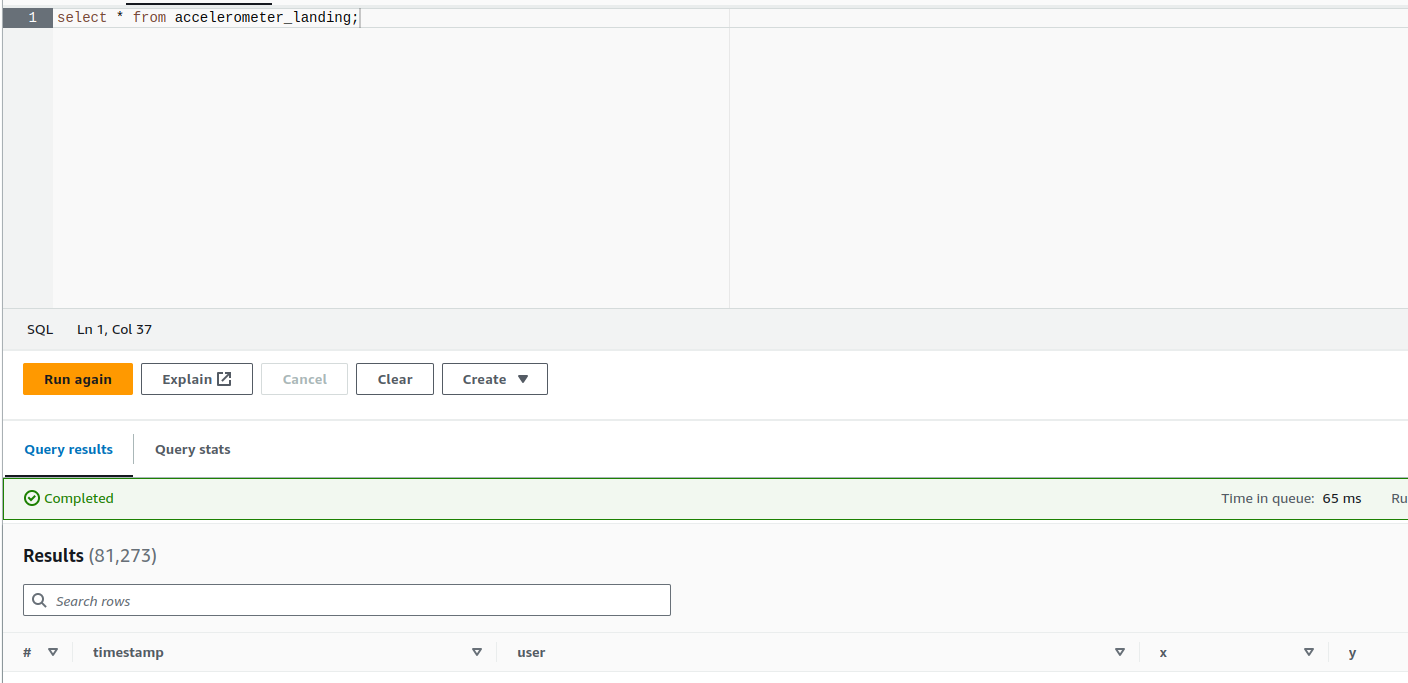 1 select * from accelerometer_landing;
SQL Ln 1, Col 37
Run again Explain Cancel Clear Create
Query results Query stats
Completed Time in queue: 65 ms Ru
Results (81,273)
Search rows
# timestamp user x y